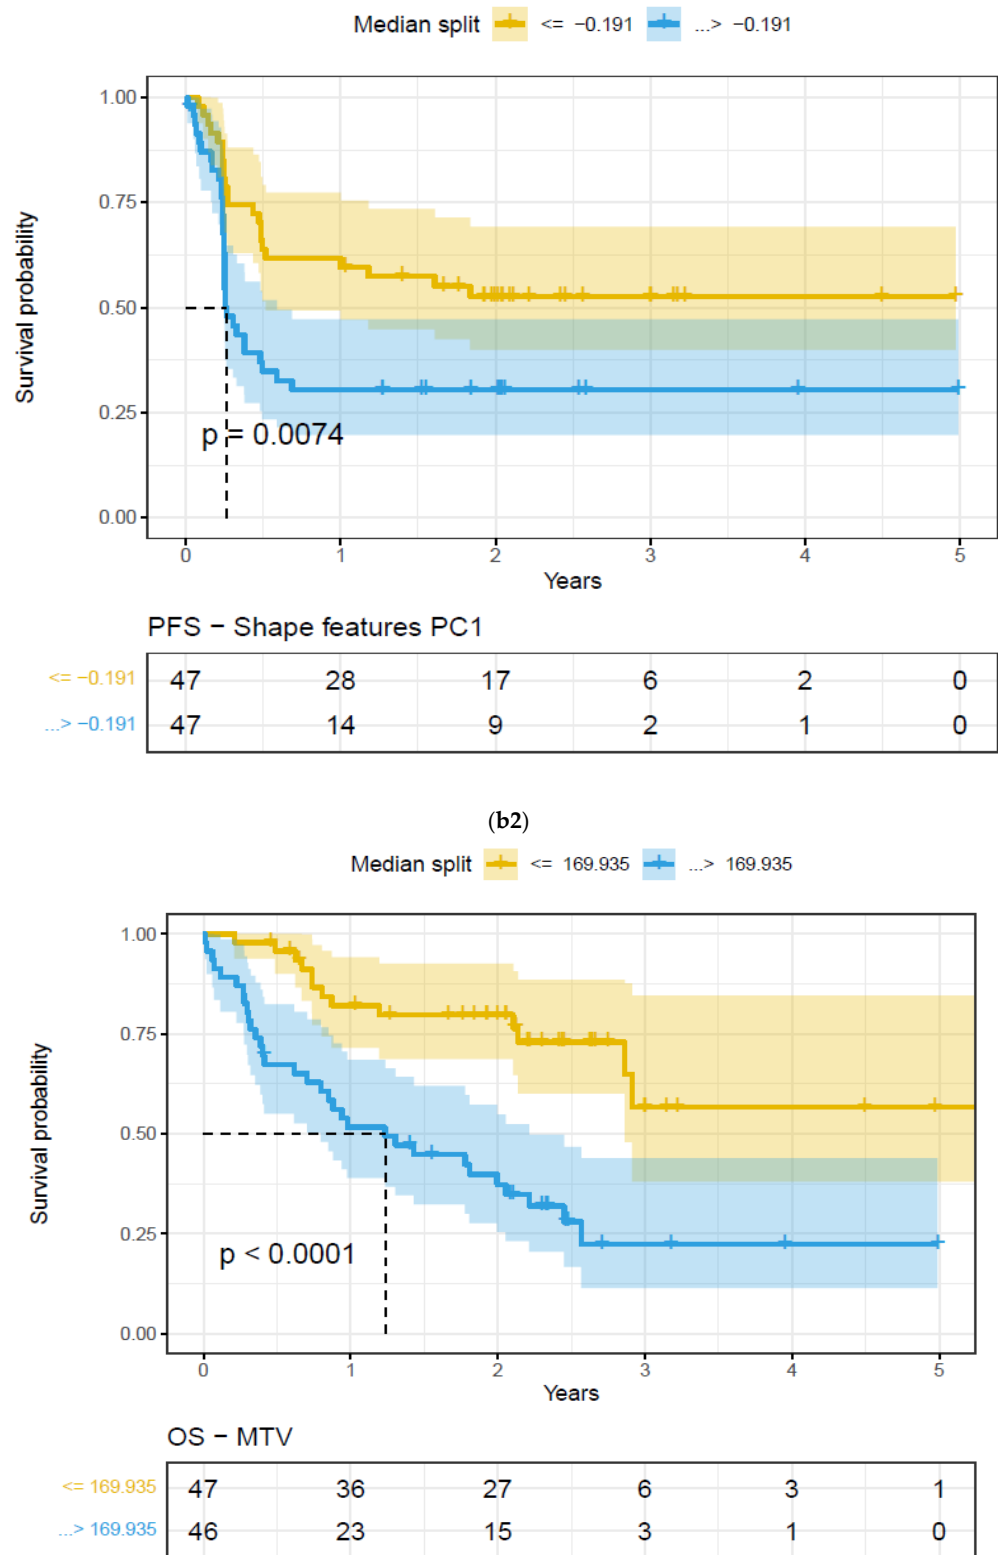 Median split <= −0.191 ...> −0.191
1.00
0.75
0.50
0.25
0.00
Survival probability
p = 0.0074
0 1 2 3 4 5
Years
PFS − Shape features PC1
<= −0.191 47 28 17 6 2 0
...> −0.191 47 14 9 2 1 0
(b2)
Median split <= 169.935 ...> 169.935
1.00
0.75
0.50
0.25
0.00
Survival probability
p < 0.0001
0 1 2 3 4 5
Years
OS − MTV
<= 169.935 47 36 27 6 3 1
...> 169.935 46 23 15 3 1 0